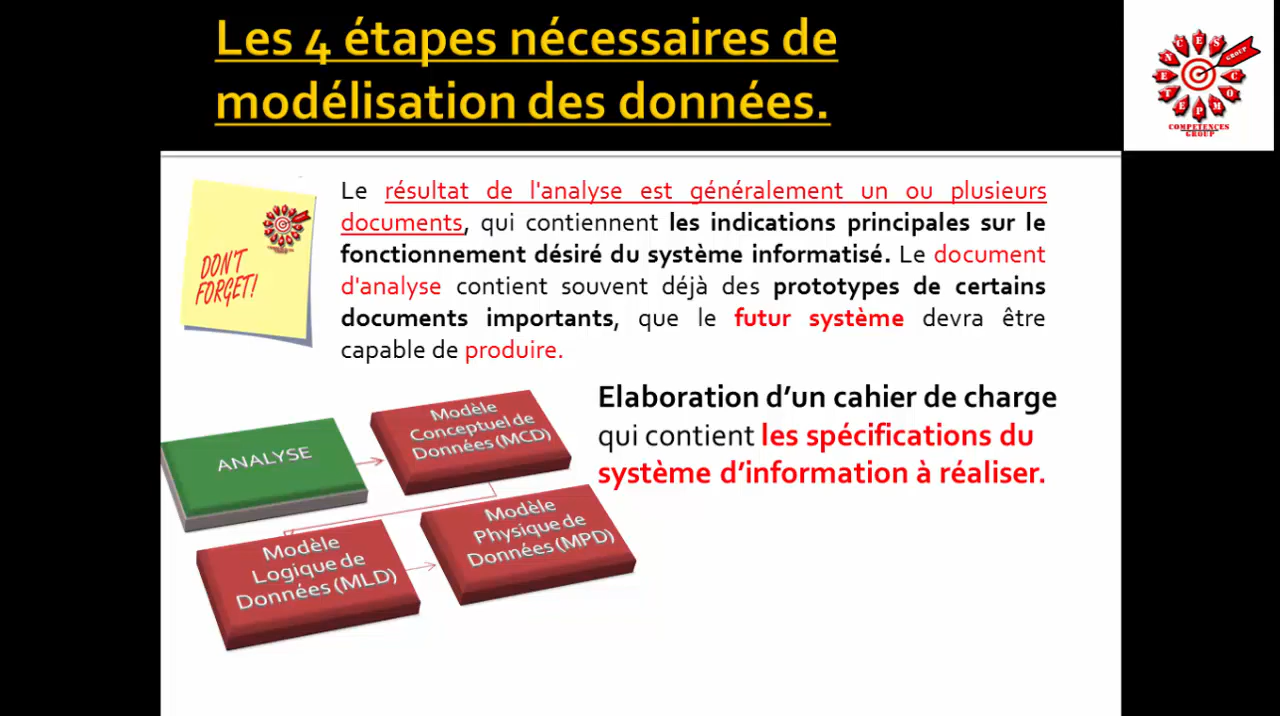 Les 4 étapes nécessaires de
modélisation des données.
COMPETENCES
GROUP
COMPETENCES
GROUP
DON'T
FORGET!
Le résultat de l'analyse est généralement un ou plusieurs
documents, qui contiennent les indications principales sur le
fonctionnement désiré du système informatisé. Le document
d'analyse contient souvent déjà des prototypes de certains
documents importants, que le futur système devra être
capable de produire.
Elaboration d’un cahier de charge
qui contient les spécifications du
système d’information à réaliser.
ANALYSE
Modèle
Conceptuel de
Données (MCD)
Modèle
Logique de
Données (MLD)
Modèle
Physique de
Données (MPD)